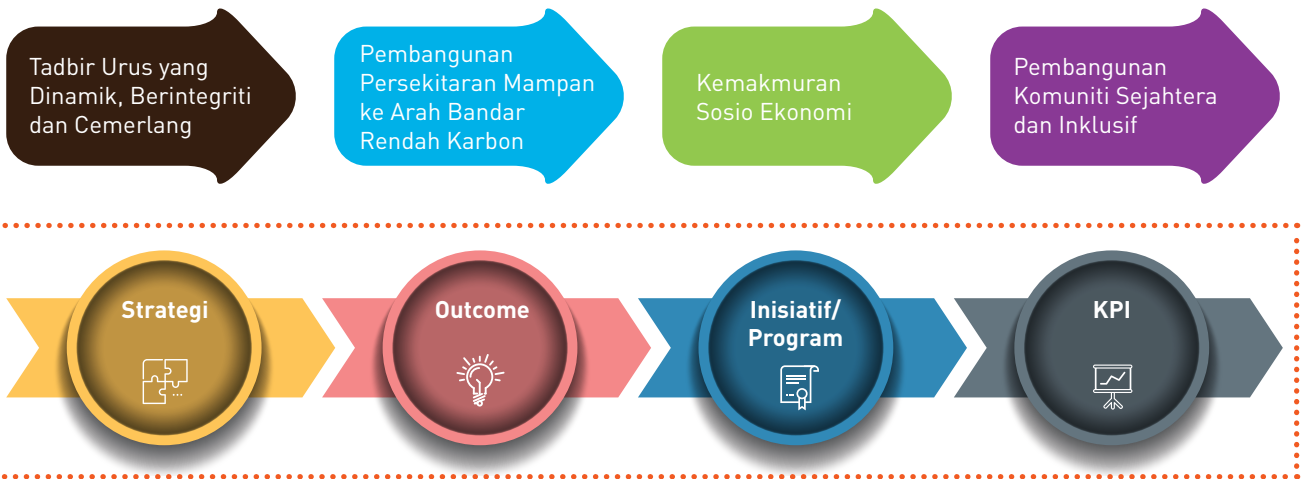 Tadbir Urus yang
Dinamik, Berintegriti
dan Cemerlang
Pembangunan
Persekitaran Mampan
ke Arah Bandar
Rendah Karbon
Kemakmuran
Sosio Ekonomi
Pembangunan
Komuniti Sejahtera
dan Inklusif
Strategi
Outcome
Inisiatif/
Program
KPI